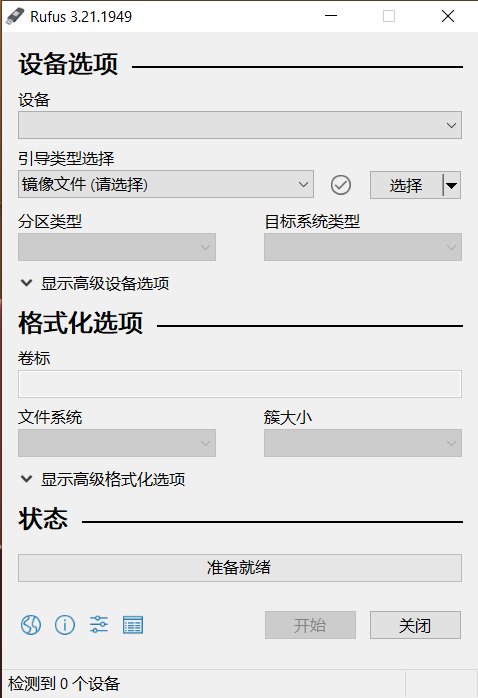 Rufus 3.21.1949
设备选项
设备
引导类型选择
镜像文件 (请选择)
选择
分区类型
目标系统类型
显示高级设备选项
格式化选项
卷标
文件系统
簇大小
显示高级格式化选项
状态
准备就绪
开始
关闭
检测到 0 个设备